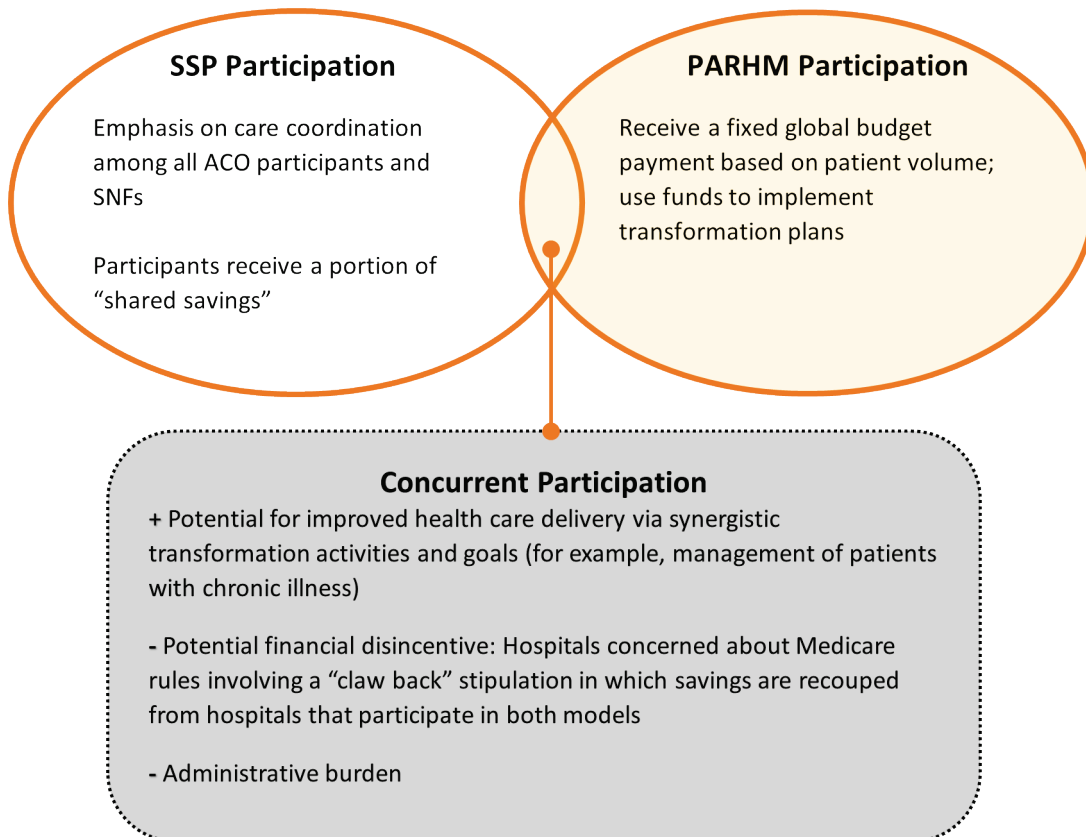 SSP Participation
Emphasis on care coordination
among all ACO participants and
SNFs
Participants receive a portion of
“shared savings”
PARHM Participation
Receive a fixed global budget
payment based on patient volume;
use funds to implement
transformation plans
Concurrent Participation
+ Potential for improved health care delivery via synergistic
transformation activities and goals (for example, management of patients
with chronic illness)
- Potential financial disincentive: Hospitals concerned about Medicare
rules involving a “claw back” stipulation in which savings are recouped
from hospitals that participate in both models
- Administrative burden